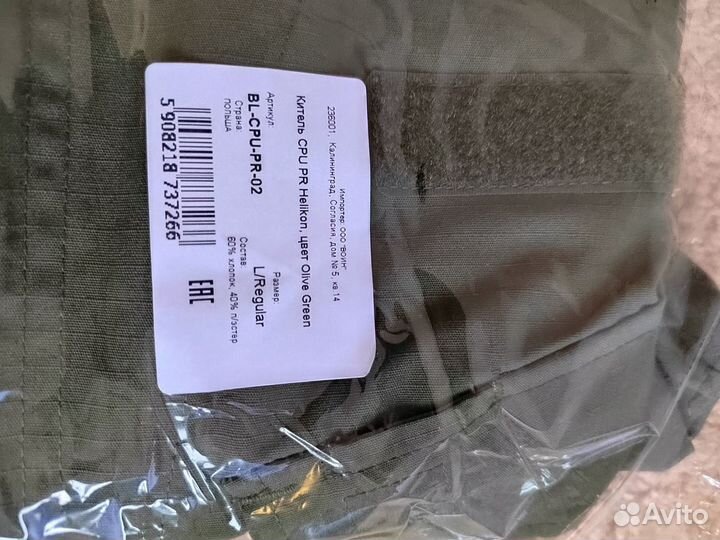 Импортер ООО "ВОИН"
236001, Калининград, Согласия, дом № 5, кв.14
Китель CPU PR Helikon, цвет Olive Green
Артикул:
BL-CPU-PR-02
Размер:
L/Regular
Страна:
ПОЛЬША
Состав:
60% хлопок, 40% п/эстер
5 908218 737266
EAC
Avito